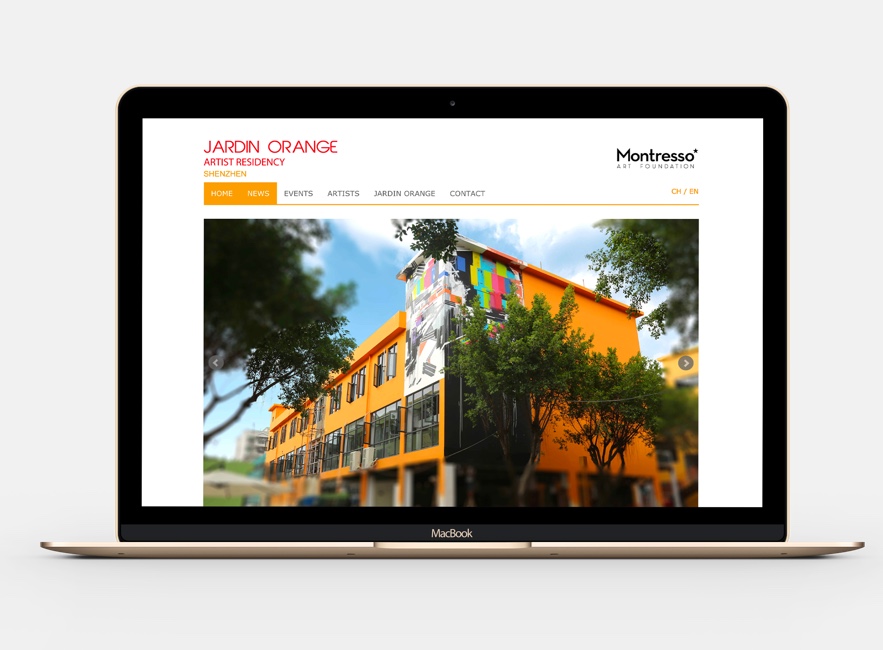 JARDIN ORANGE
ARTIST RESIDENCY
SHENZHEN
Montresso*
ART FOUNDATION
HOME NEWS EVENTS ARTISTS JARDIN ORANGE CONTACT
CH / EN
MacBook